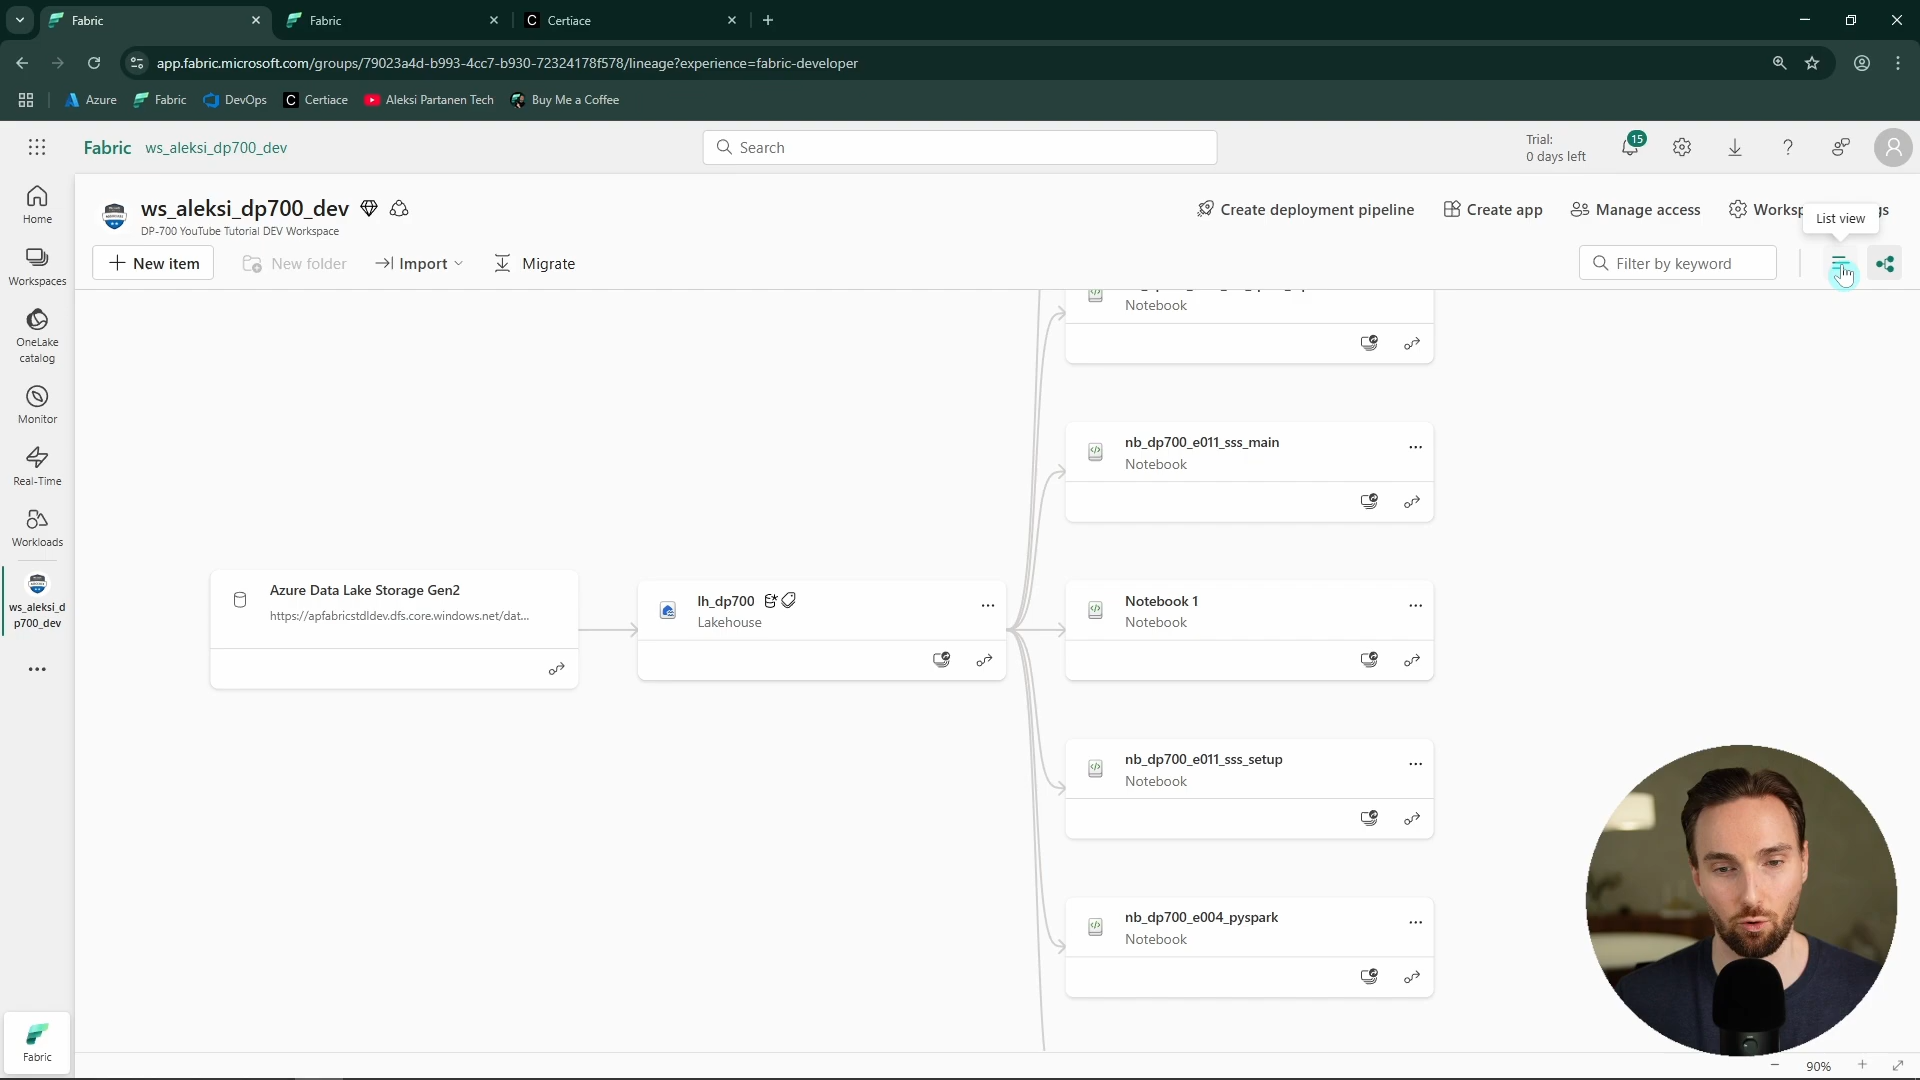 Fabric
Fabric
C Certiace
app.fabric.microsoft.com/groups/79023a4d-b993-4cc7-b930-72324178f578/lineage?experience=fabric-developer
Azure
Fabric
DevOps
C Certiace
Aleksi Partanen Tech
Buy Me a Coffee
Fabric ws_aleksi_dp700_dev
Search
Trial:
0 days left
15
Home
Workspaces
OneLake
catalog
Monitor
Real-Time
Workloads
ws_aleksi_d
p700_dev
Fabric
ws_aleksi_dp700_dev
DP-700 YouTube Tutorial DEV Workspace
Create deployment pipeline
Create app
Manage access
List view
New item
New folder
Import
Migrate
Filter by keyword
Notebook
nb_dp700_e011_sss_main
Notebook
Azure Data Lake Storage Gen2
https://apfabricstdldev.dfs.core.windows.net/dat...
lh_dp700
Lakehouse
Notebook 1
Notebook
nb_dp700_e011_sss_setup
Notebook
nb_dp700_e004_pyspark
Notebook
90%